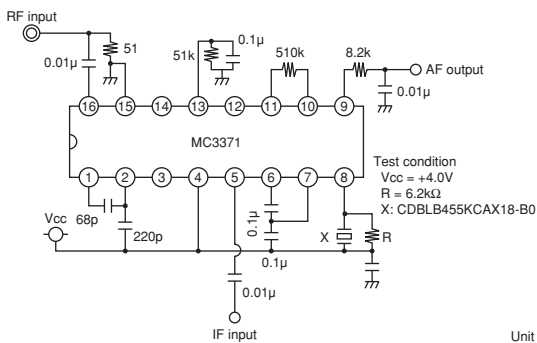 RF input
0.01μ
51
51k
0.1μ
510k
8.2k
AF output
0.01μ
16 15 14 13 12 11 10 9
MC3371
1 2 3 4 5 6 7 8
Test condition
Vcc = +4.0V
R = 6.2kΩ
X: CDBLB455KCAX18-B0
Vcc
68p
220p
0.1μ
0.1μ
X
R
0.01μ
IF input
Unit